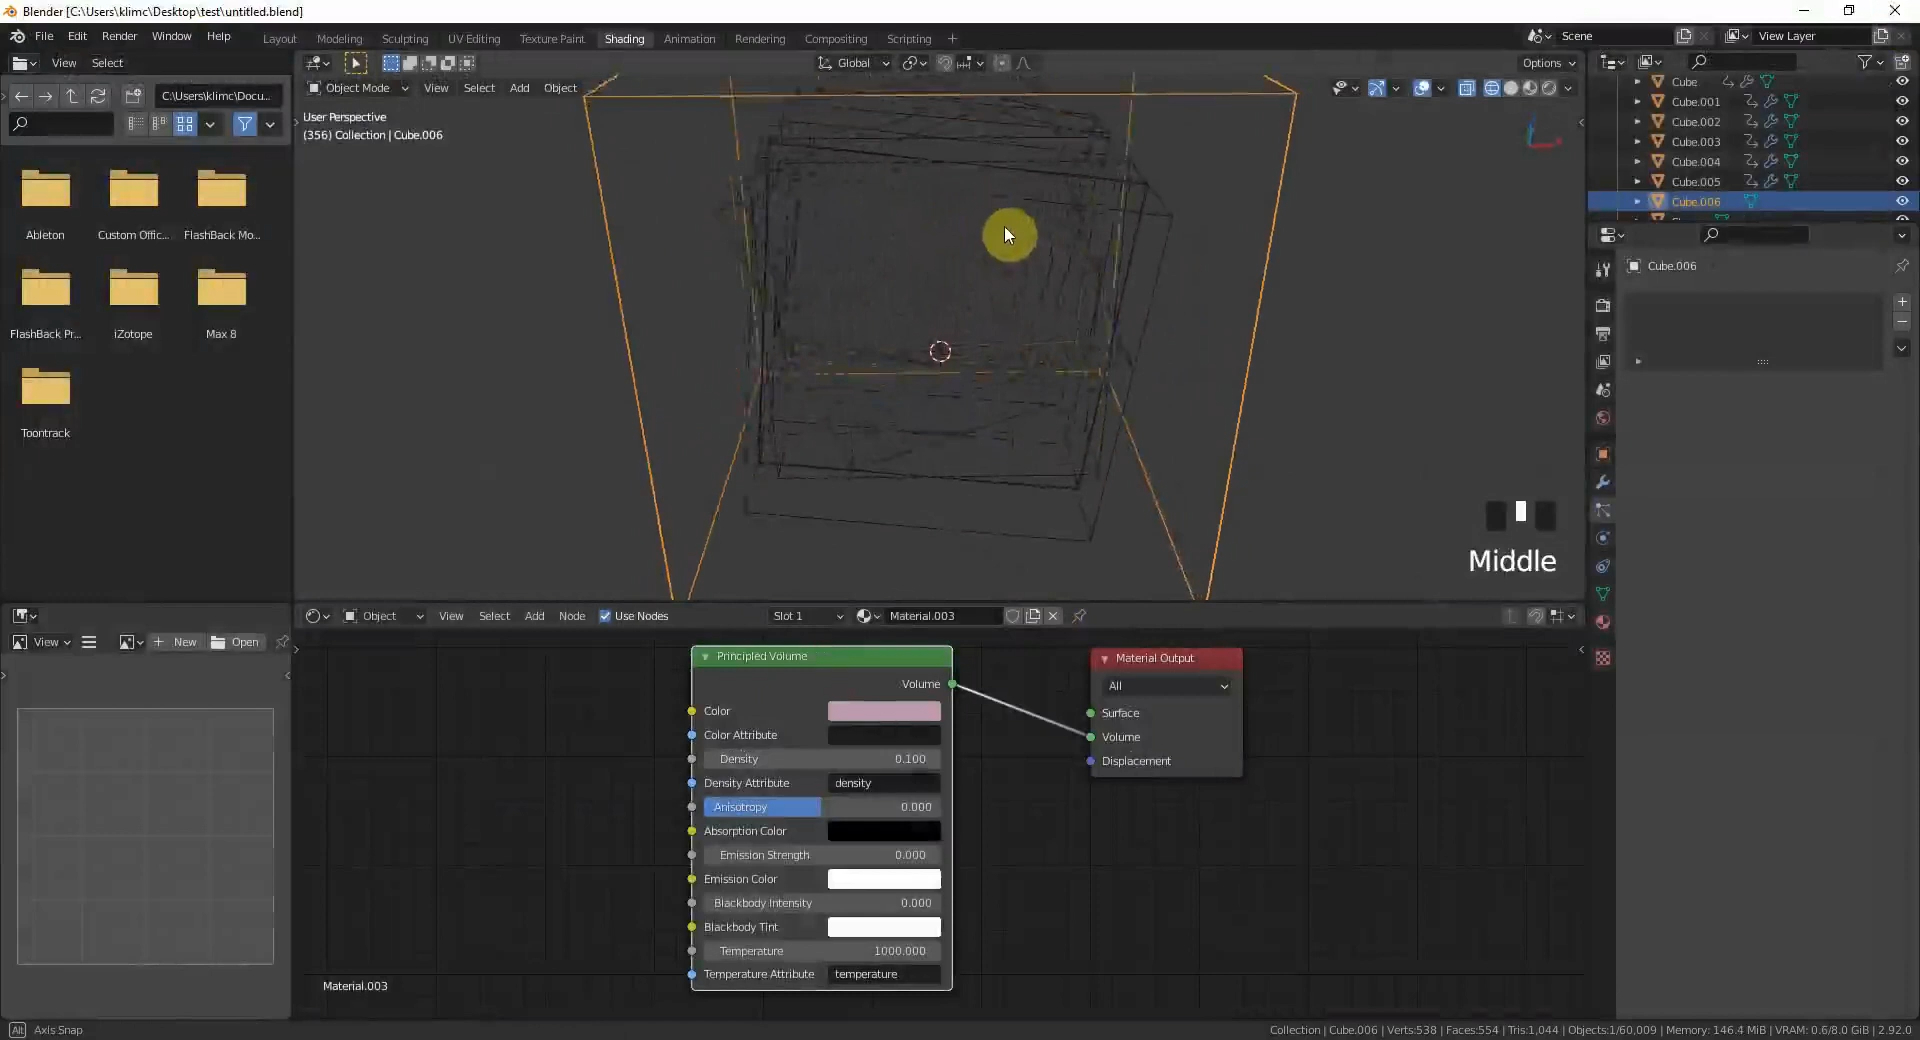 Blender [C:\Users\klimc\Desktop\test\untitled.blend]
File Edit Render Window Help
Layout Modeling Sculpting UV Editing Texture Paint Shading Animation Rendering Compositing Scripting +
Scene
View Layer
View Select
Global
Options
Object Mode View Select Add Object
C:\Users\klimc\Docu...
User Perspective
(356) Collection | Cube.006
Cube
Cube.001
Cube.002
Cube.003
Cube.004
Cube.005
Cube.006
Cube.006
Ableton
Custom Offic...
FlashBack Mo...
FlashBack Pr...
iZotope
Max 8
Toontrack
Middle
Object View Select Add Node Use Nodes Slot 1 Material.003
View New Open
Principled Volume
Volume
Color
Color Attribute
Density 0.100
Density Attribute density
Anisotropy 0.000
Absorption Color
Emission Strength 0.000
Emission Color
Blackbody Intensity 0.000
Blackbody Tint
Temperature 1000.000
Temperature Attribute temperature
Material Output
All
Surface
Volume
Displacement
Material.003
Alt Axis Snap
Collection | Cube.006 | Verts:538 | Faces:554 | Tris:1,044 | Objects:1/60,009 | Memory: 146.4 MiB | VRAM: 0.6/8.0 GiB | 2.92.0